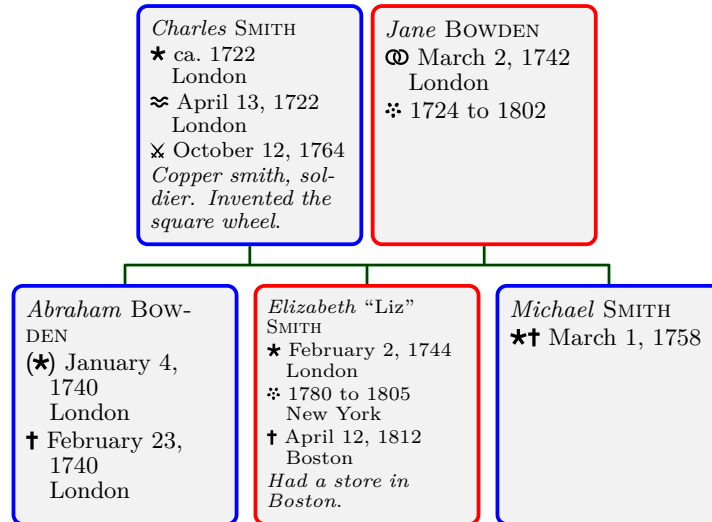 Charles SMITH
* ca. 1722
London
≈ April 13, 1722
London
⚔ October 12, 1764
Copper smith, sol-
dier. Invented the
square wheel.
Jane BOWDEN
⚭ March 2, 1742
London
⁘ 1724 to 1802
Abraham BOW-
DEN
(*) January 4,
1740
London
† February 23,
1740
London
Elizabeth “Liz”
SMITH
* February 2, 1744
London
⁘ 1780 to 1805
New York
† April 12, 1812
Boston
Had a store in
Boston.
Michael SMITH
*† March 1, 1758